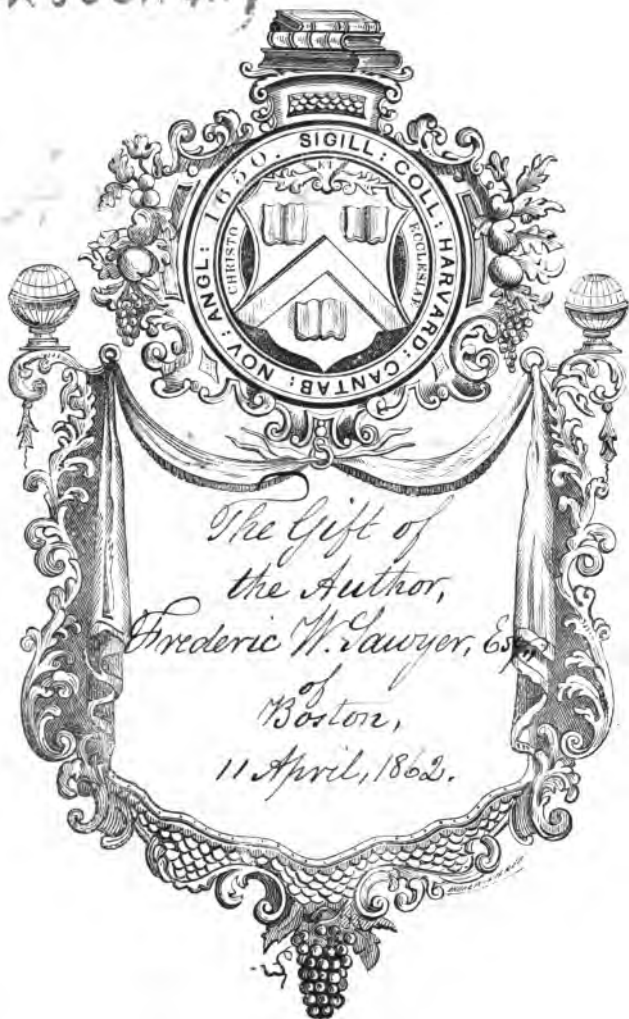 SIGILL: COLL: HARVARD: CANTAB: NOV: ANGL: 1650.
CHRISTO
ET
ECCLESIAE
The Gift of
the Author,
Frederic W. Sawyer, Esq.,
of
Boston,
11 April, 1862.